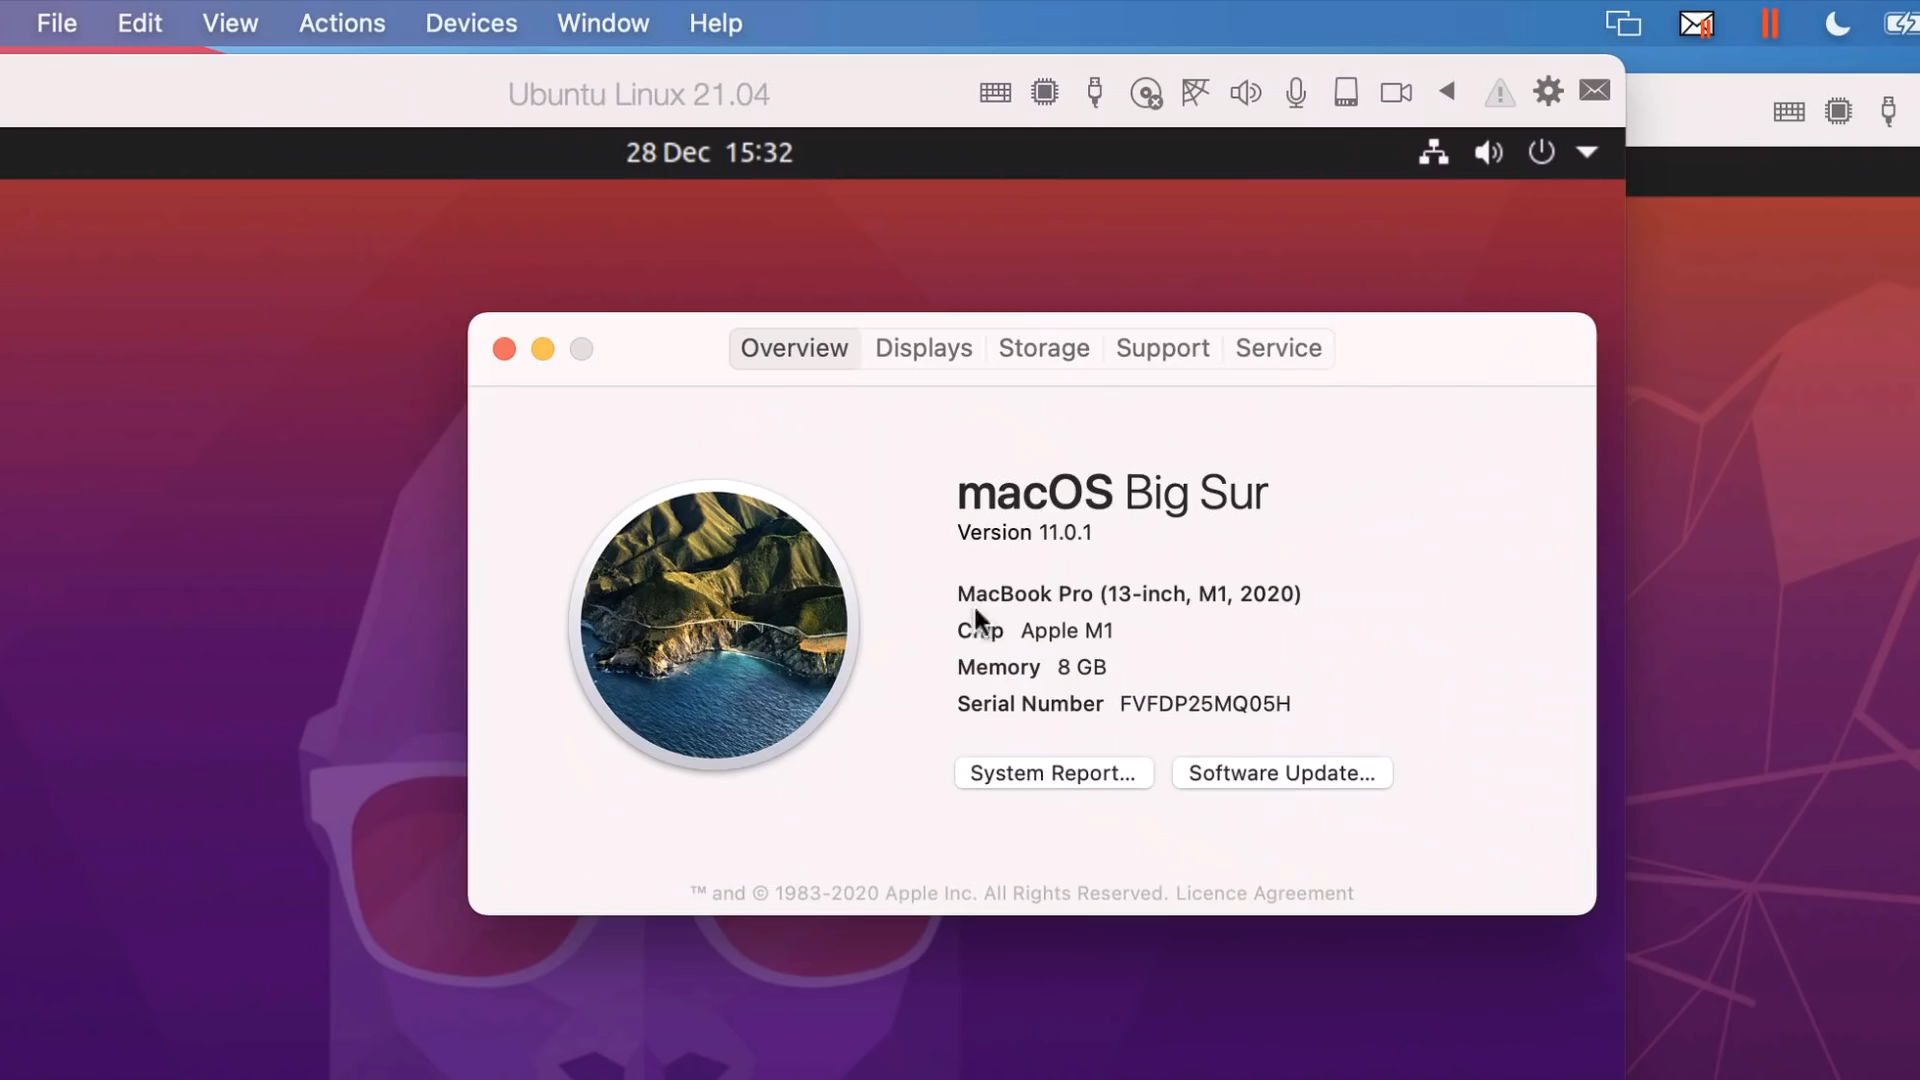 File Edit View Actions Devices Window Help
Ubuntu Linux 21.04
28 Dec 15:32
Overview Displays Storage Support Service
macOS Big Sur
Version 11.0.1
MacBook Pro (13-inch, M1, 2020)
Chip Apple M1
Memory 8 GB
Serial Number FVFDP25MQ05H
System Report... Software Update...
™ and © 1983-2020 Apple Inc. All Rights Reserved. Licence Agreement